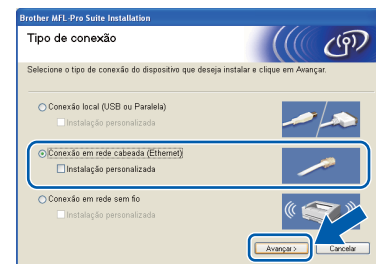 Brother MFL-Pro Suite Installation
Tipo de conexão
Selecione o tipo de conexão do dispositivo que deseja instalar e clique em Avançar.
Conexão local (USB ou Paralela)
Instalação personalizada
Conexão em rede cabeada (Ethernet)
Instalação personalizada
Conexão em rede sem fio
Instalação personalizada
Avançar > Cancelar